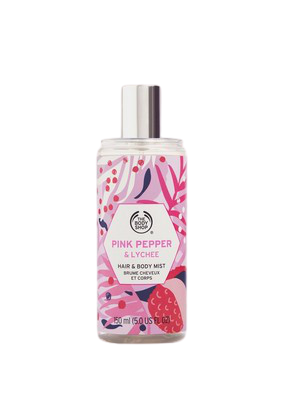 THE
BODY
SHOP
®
PINK PEPPER
& LYCHEE
HAIR & BODY MIST
BRUME CHEVEUX
ET CORPS
150 ml (5.0 US FL OZ)